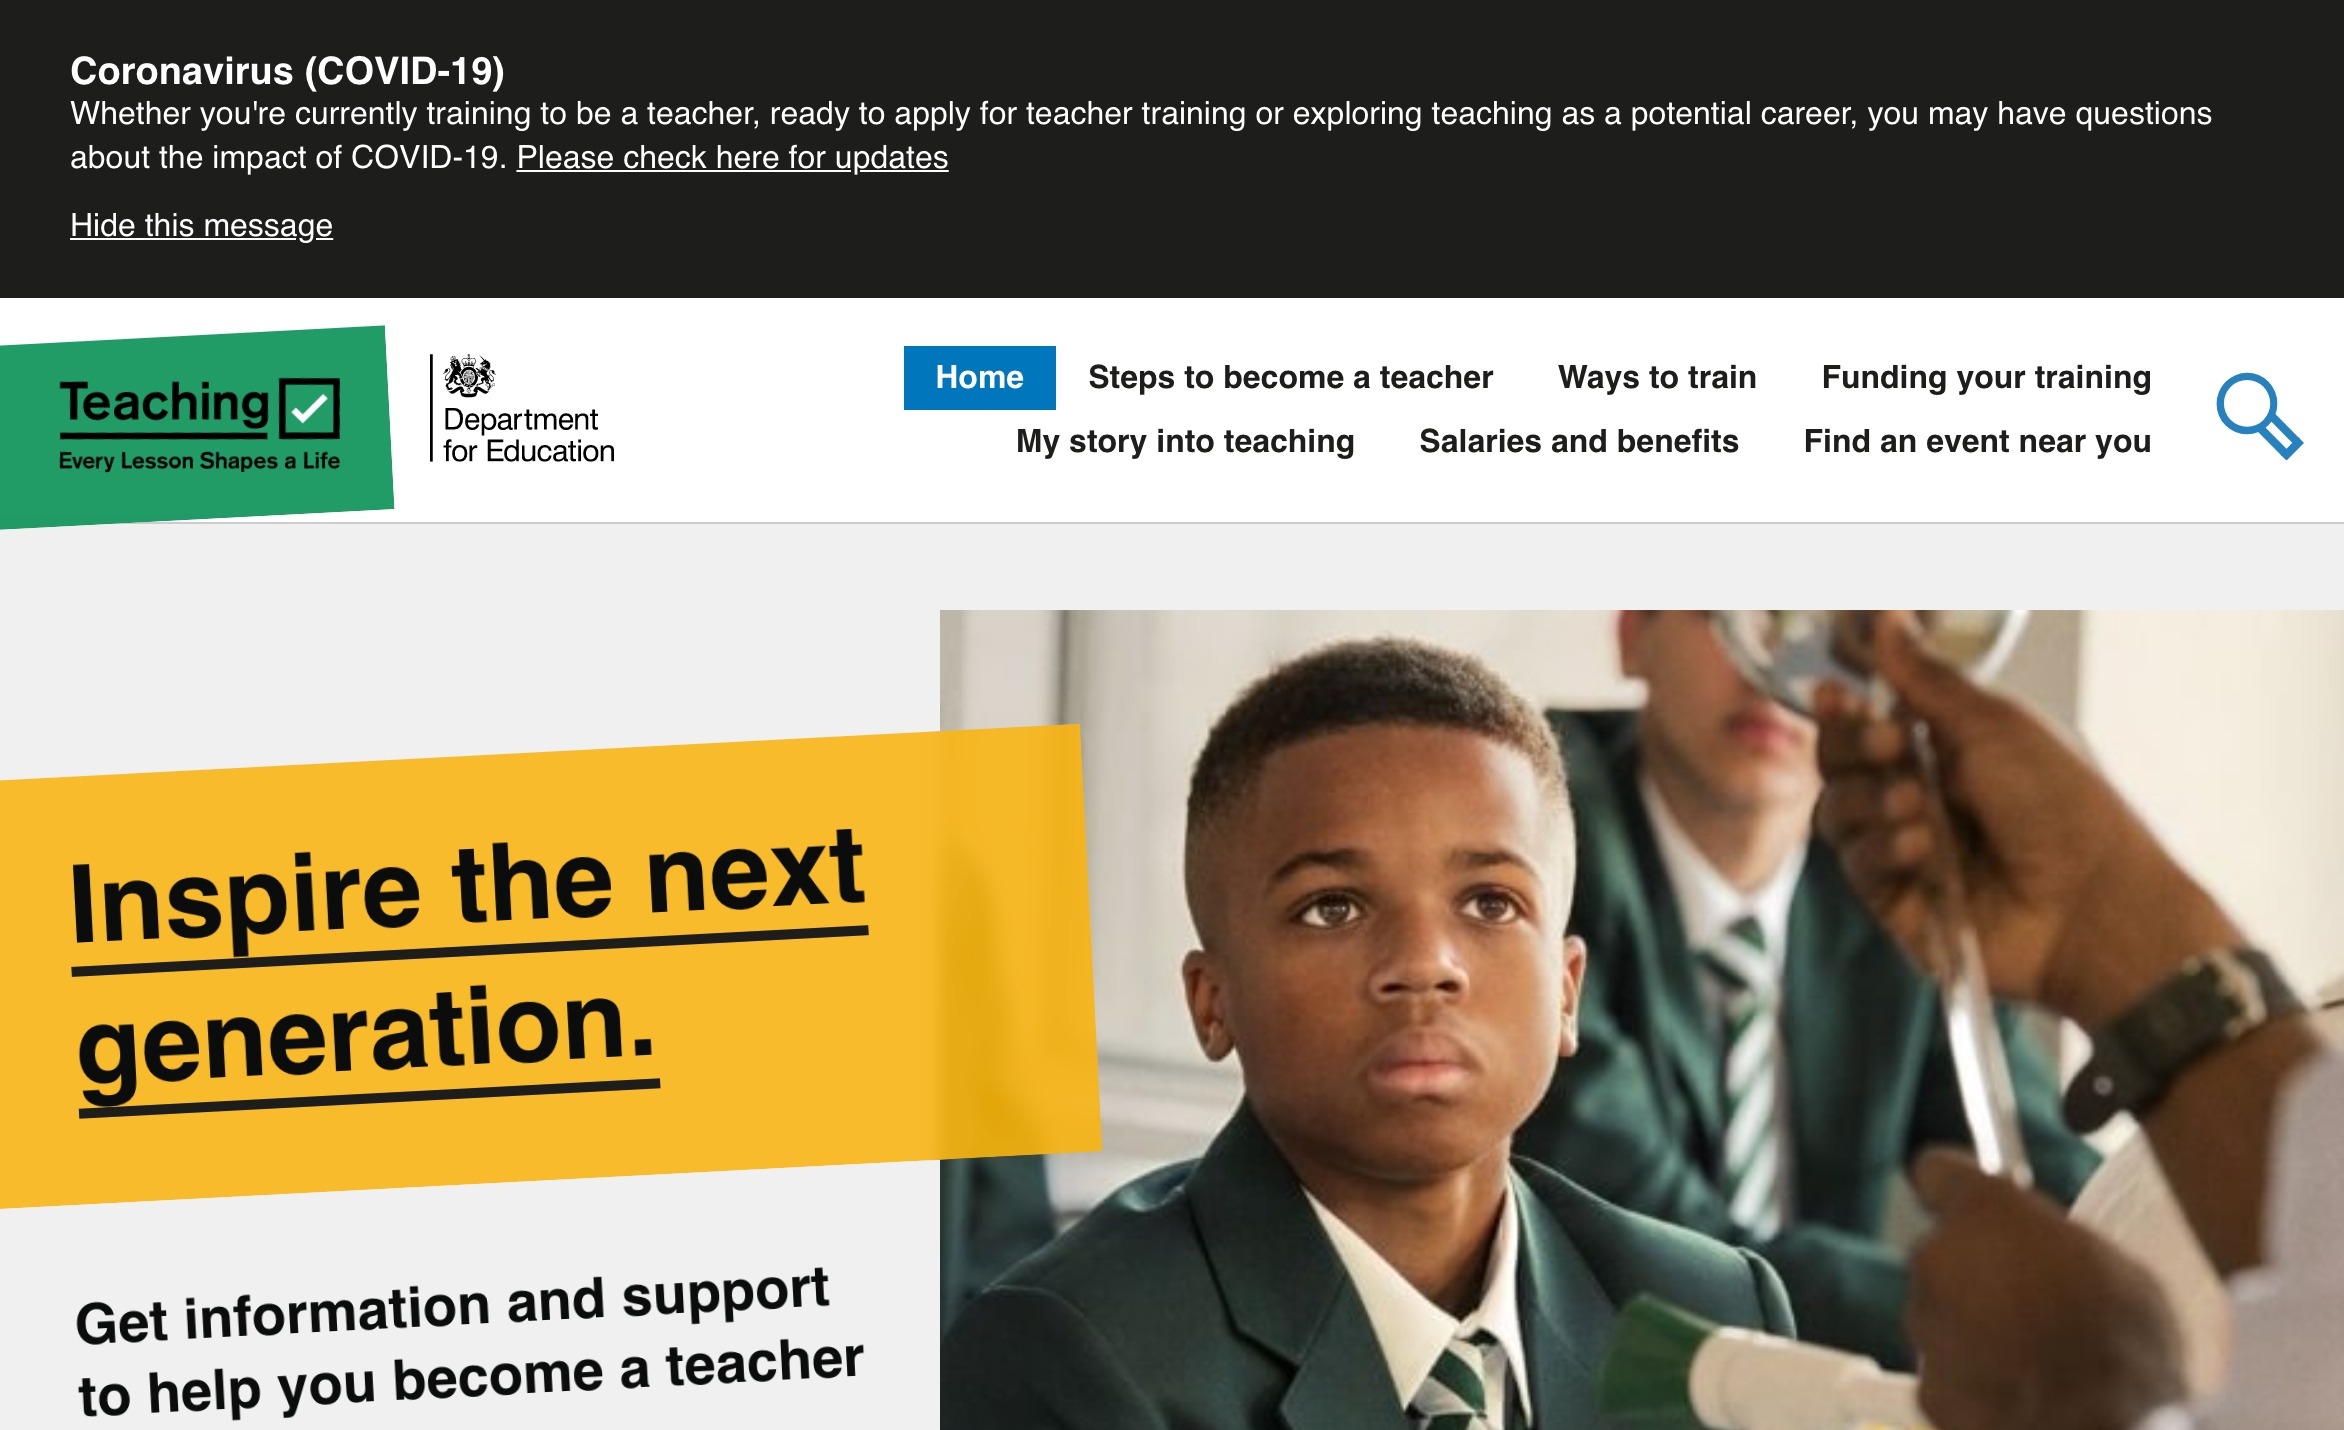 Coronavirus (COVID-19)
Whether you're currently training to be a teacher, ready to apply for teacher training or exploring teaching as a potential career, you may have questions
about the impact of COVID-19. Please check here for updates
Hide this message
Teaching
Every Lesson Shapes a Life
Department
for Education
Home Steps to become a teacher Ways to train Funding your training
My story into teaching Salaries and benefits Find an event near you
Inspire the next
generation.
Get information and support
to help you become a teacher